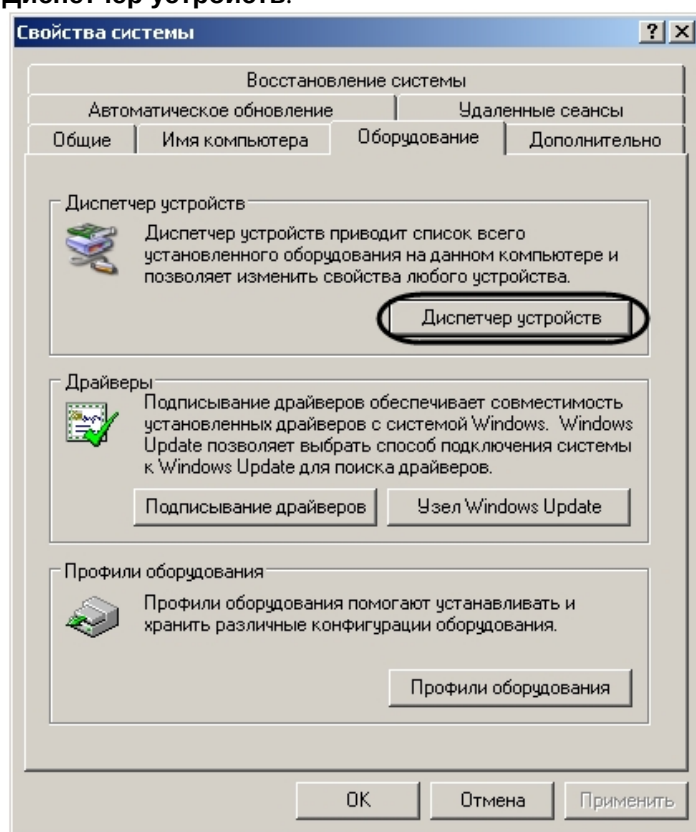 Диспетчер устройств.
Свойства системы
Восстановление системы
Автоматическое обновление Удаленные сеансы
Общие Имя компьютера Оборудование Дополнительно
Диспетчер устройств
Диспетчер устройств приводит список всего
установленного оборудования на данном компьютере и
позволяет изменить свойства любого устройства.
Диспетчер устройств
Драйверы
Подписывание драйверов обеспечивает совместимость
установленных драйверов с системой Windows. Windows
Update позволяет выбрать способ подключения системы
к Windows Update для поиска драйверов.
Подписывание драйверов Узел Windows Update
Профили оборудования
Профили оборудования помогают устанавливать и
хранить различные конфигурации оборудования.
Профили оборудования
OK Отмена Применить